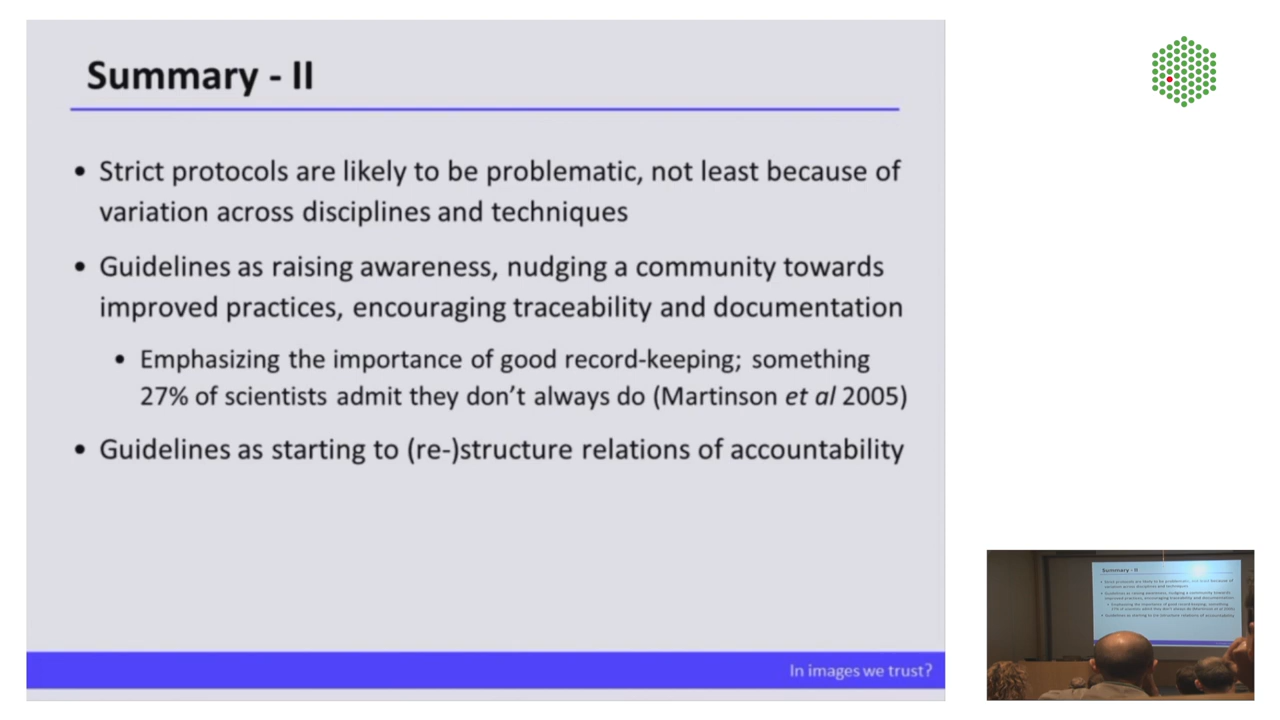 Summary - II
• Strict protocols are likely to be problematic, not least because of
variation across disciplines and techniques
• Guidelines as raising awareness, nudging a community towards
improved practices, encouraging traceability and documentation
• Emphasizing the importance of good record-keeping; something
27% of scientists admit they don't always do (Martinson et al 2005)
• Guidelines as starting to (re-)structure relations of accountability
In images we trust?
Summary - II